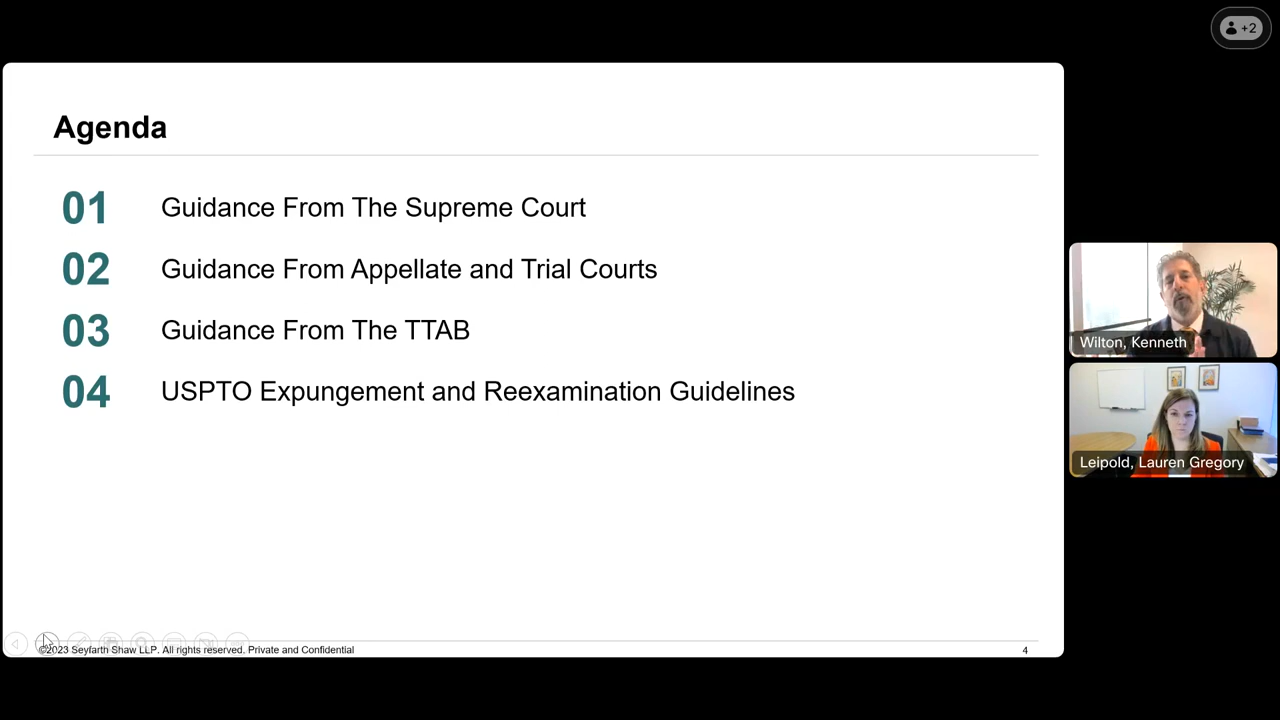 +2
Agenda
01 Guidance From The Supreme Court
02 Guidance From Appellate and Trial Courts
03 Guidance From The TTAB
04 USPTO Expungement and Reexamination Guidelines
Wilton, Kenneth
Leipold, Lauren Gregory
©2023 Seyfarth Shaw LLP. All rights reserved. Private and Confidential
4